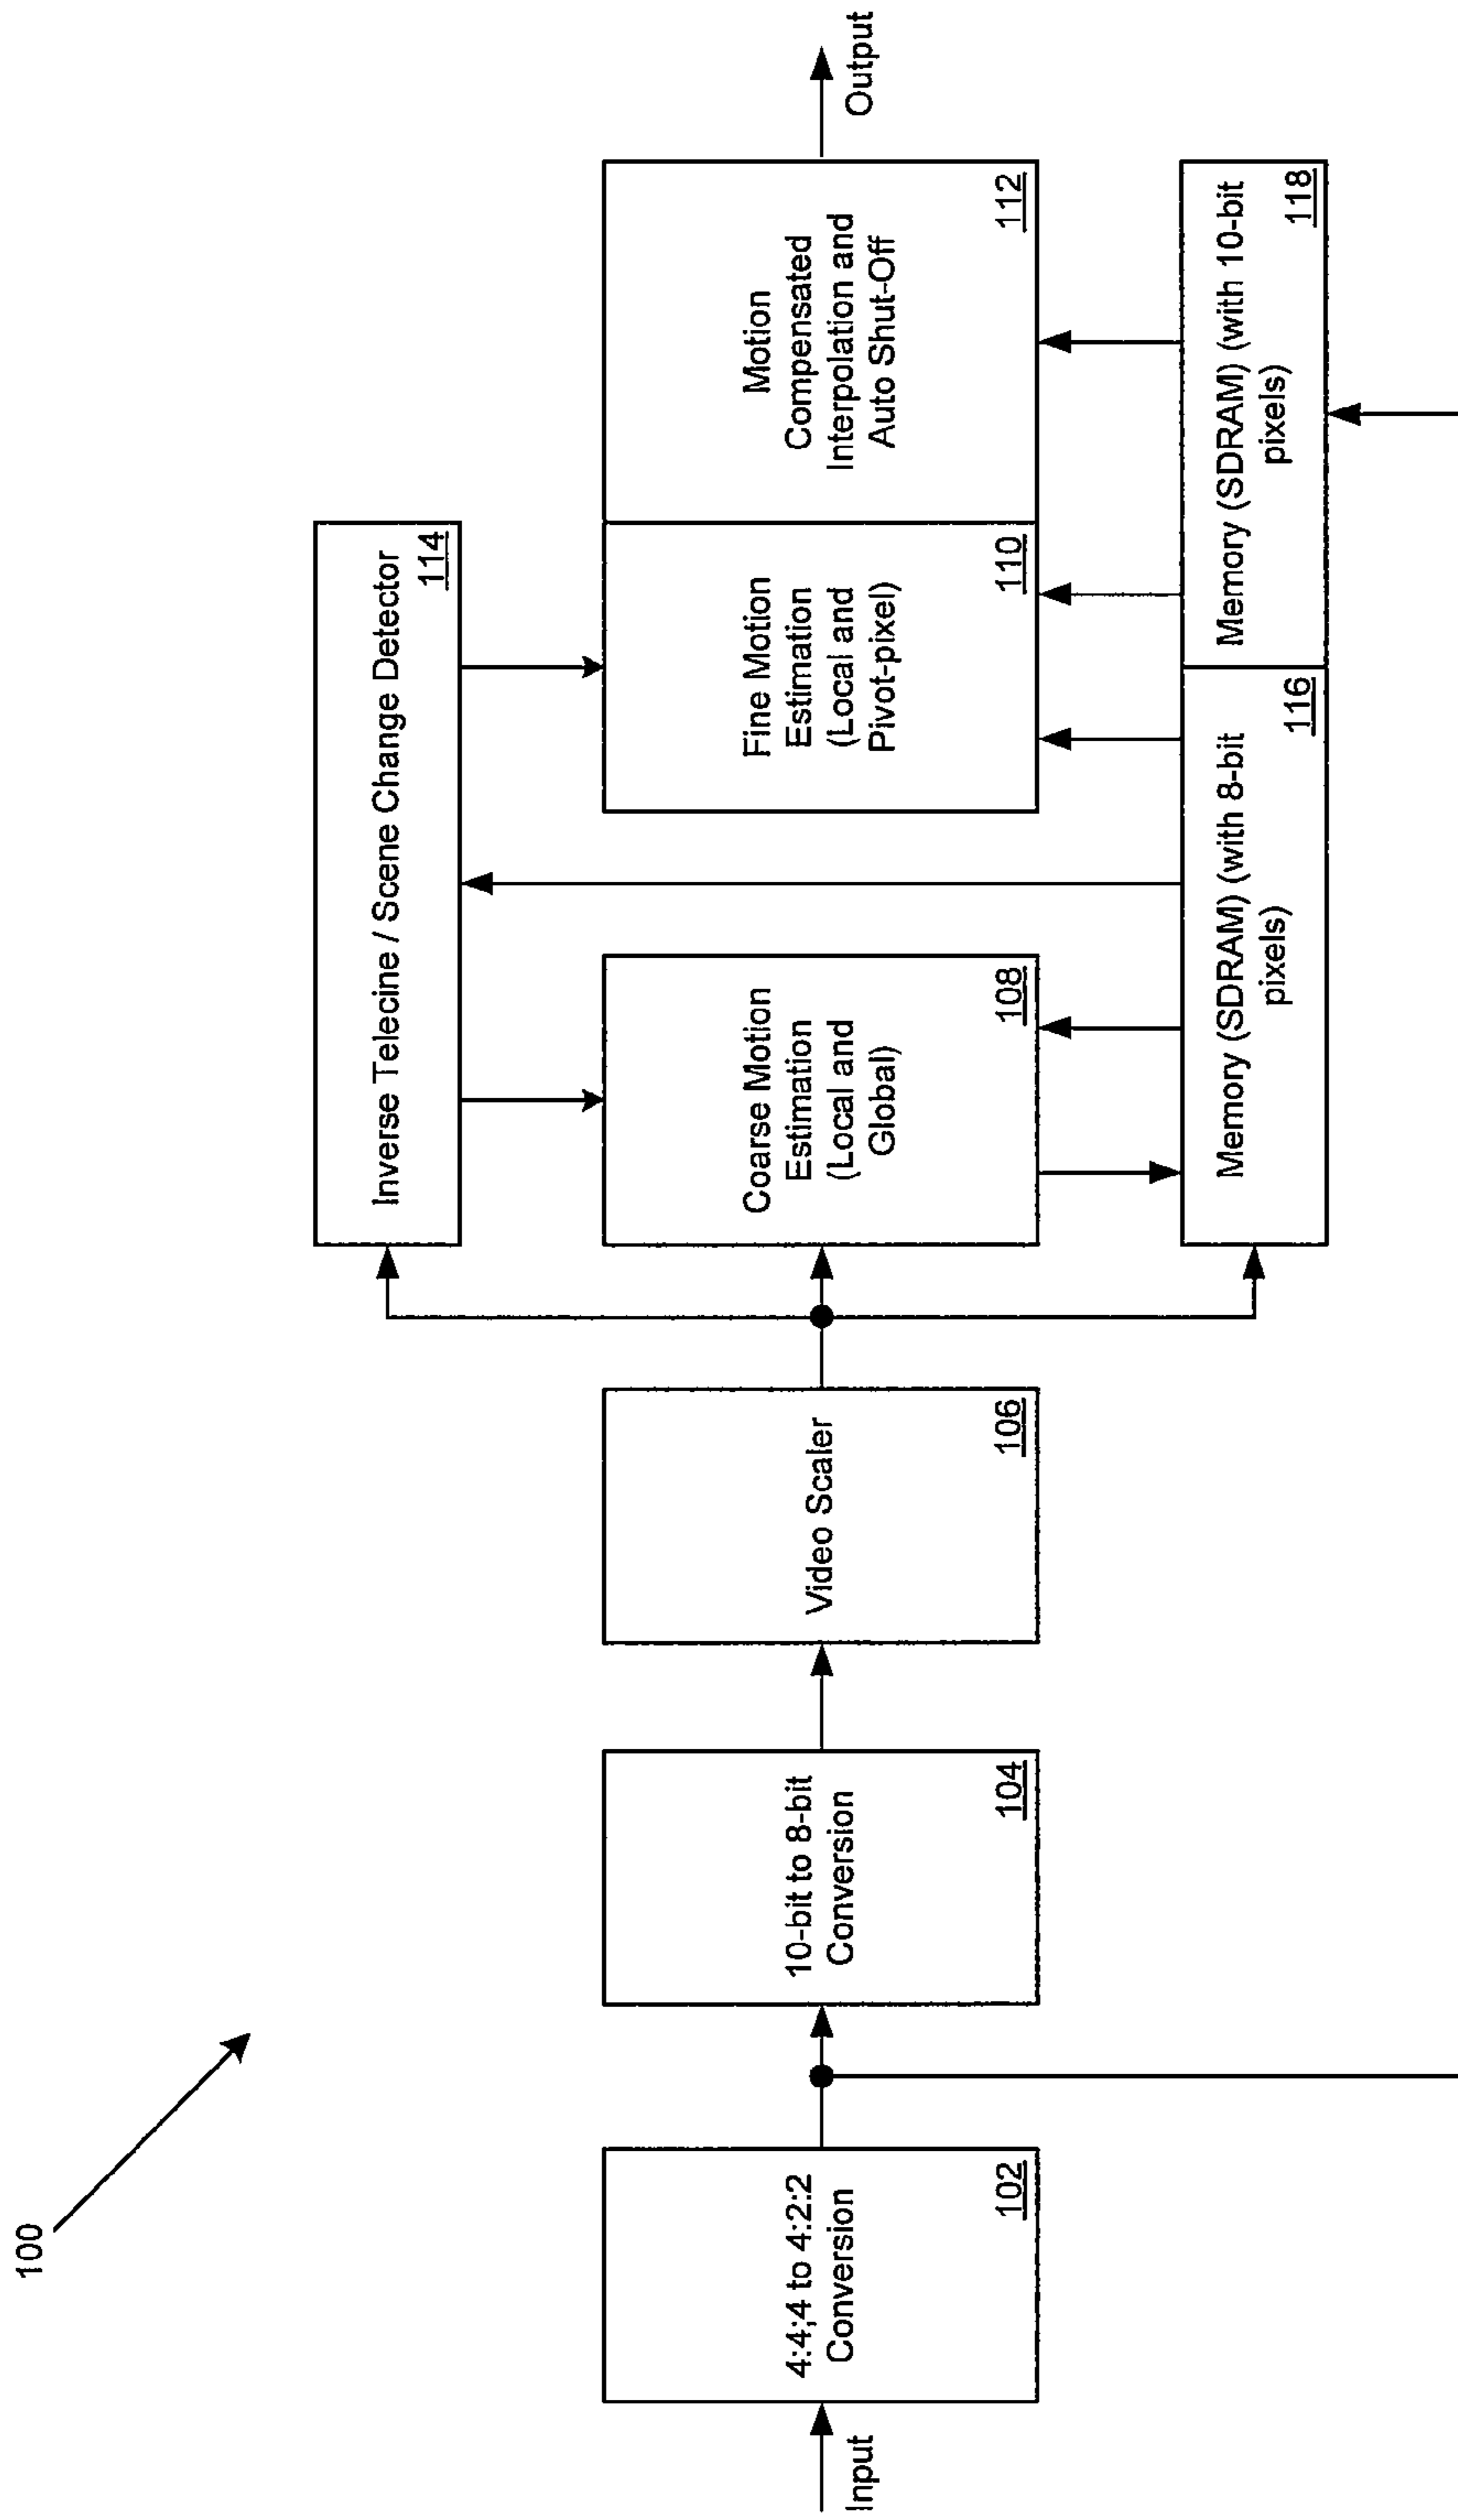 100
Input
4:4;4 to 4:2:2
Conversion
102
10-bit to 8-bit
Conversion
104
Video Scaler
106
Inverse Telecine / Scene Change Detector
114
Coarse Motion
Estimation
(Local and
Global)
108
Fine Motion
Estimation
(Local and
Pivot-pixel)
110
Motion
Compensated
Interpolation and
Auto Shut-Off
112
Output
Memory (SDRAM) (with 8-bit
pixels)
116
Memory (SDRAM) (with 10-bit
pixels)
118